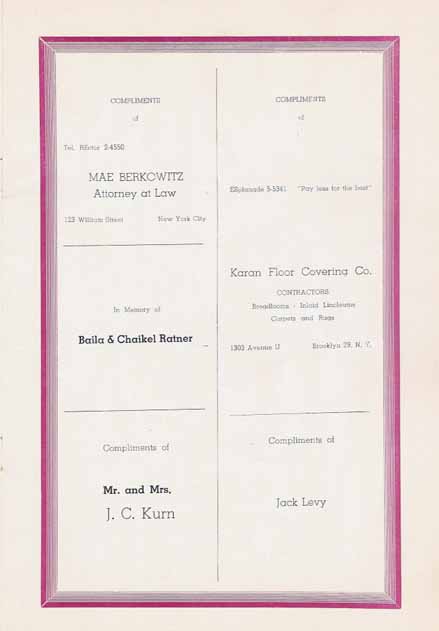 COMPLIMENTS
of
Tel. REctor 2-4550
MAE BERKOWITZ
Attorney at Law
123 William Street New York City
In Memory of
Baila & Chaikel Ratner
Compliments of
Mr. and Mrs.
J. C. Kurn
COMPLIMENTS
of
ESplanade 5-5341 "Pay less for the best"
Karan Floor Covering Co.
CONTRACTORS
Broadlooms - Inlaid Linoleums
Carpets and Rugs
1303 Avenue U Brooklyn 29, N. Y.
Compliments of
Jack Levy